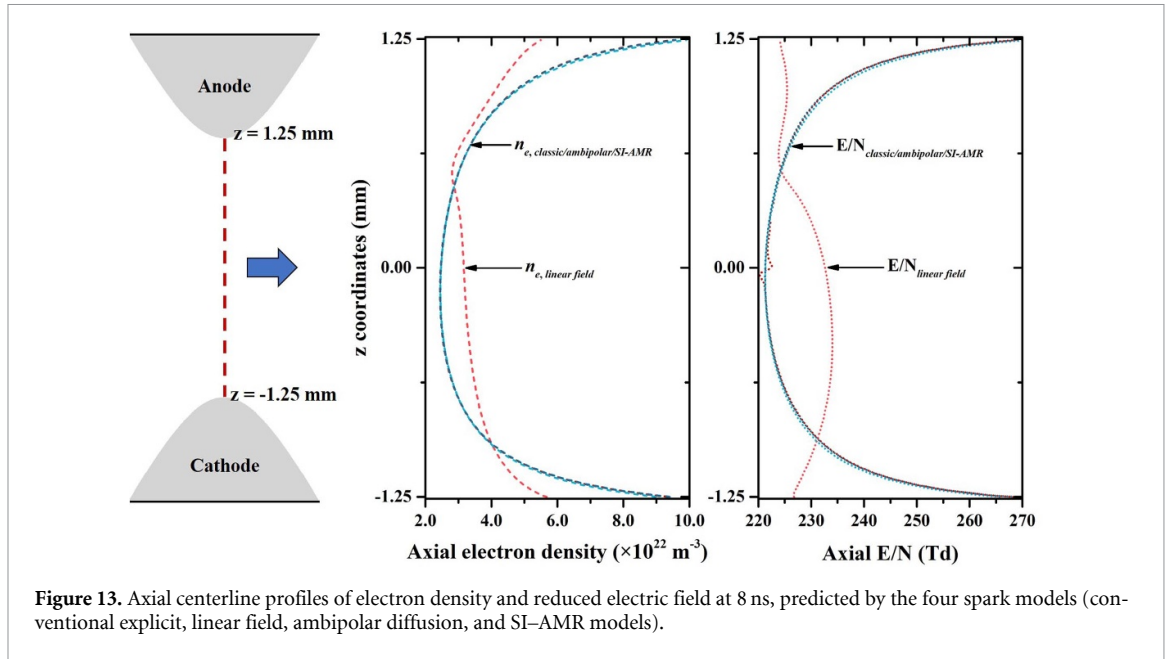 Anode
z = 1.25 mm
z = -1.25 mm
Cathode
z coordinates (mm)
1.25
0.00
-1.25
n_e, classic/ambipolar/SI-AMR
n_e, linear field
2.0 4.0 6.0 8.0 10.0
Axial electron density (×10²² m⁻³)
1.25
0.00
-1.25
E/N classic/ambipolar/SI-AMR
E/N linear field
220 230 240 250 260 270
Axial E/N (Td)
Figure 13. Axial centerline profiles of electron density and reduced electric field at 8 ns, predicted by the four spark models (con-
ventional explicit, linear field, ambipolar diffusion, and SI–AMR models).